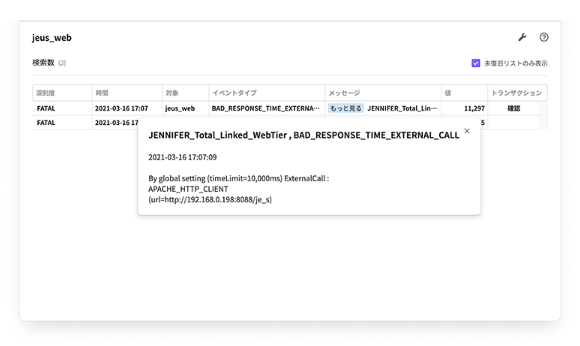 jeus_web
検索数 (2)
未復旧リストのみ表示
深刻度 時間 対象 イベントタイプ メッセージ 値 トランザクション
FATAL 2021-03-16 17:07 jeus_web BAD_RESPONSE_TIME_EXTERNA... もっと見る JENNIFER_Total_Lin... 11,297 確認
FATAL 2021-03-16 17 5
JENNIFER_Total_Linked_WebTier , BAD_RESPONSE_TIME_EXTERNAL_CALL
2021-03-16 17:07:09
By global setting (timeLimit=10,000ms) ExternalCall :
APACHE_HTTP_CLIENT
(url=http://192.168.0.198:8088/je_s)